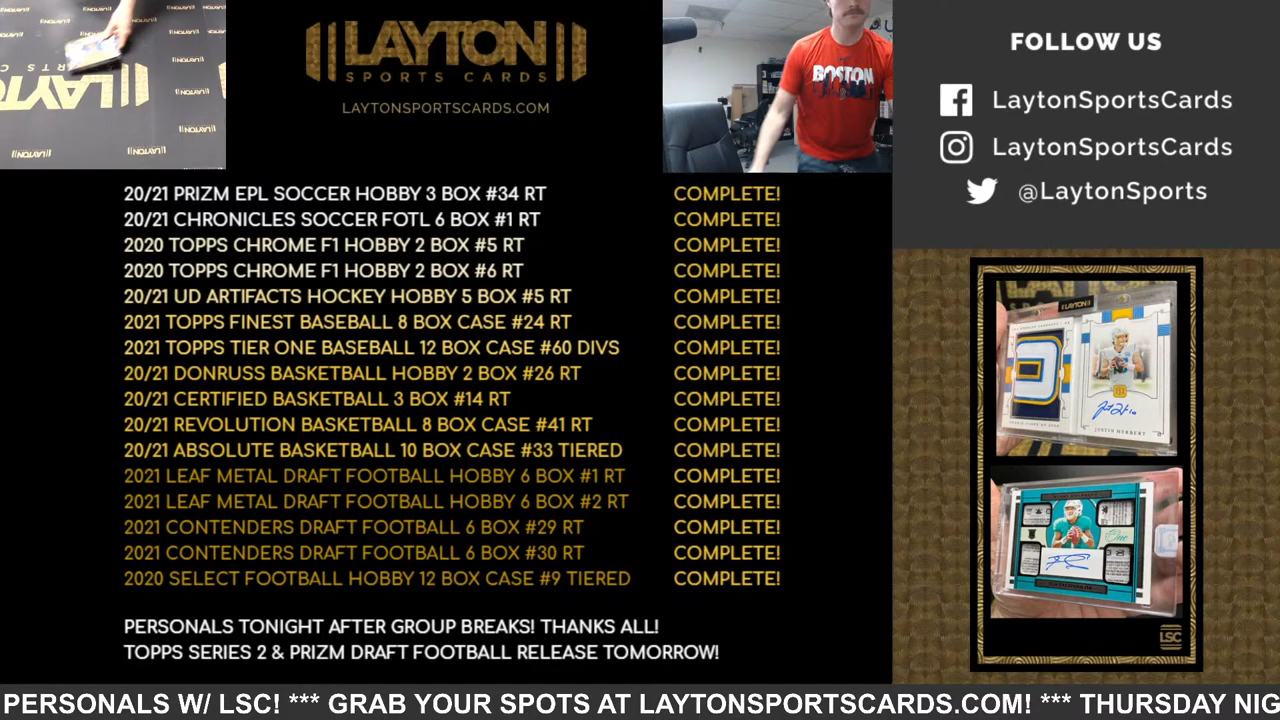 LAYTON
SPORTS CARDS
LAYTONSPORTSCARDS.COM
BOSTON
FOLLOW US
LaytonSportsCards
LaytonSportsCards
@LaytonSports
20/21 PRIZM EPL SOCCER HOBBY 3 BOX #34 RT COMPLETE!
20/21 CHRONICLES SOCCER FOTL 6 BOX #1 RT COMPLETE!
2020 TOPPS CHROME F1 HOBBY 2 BOX #5 RT COMPLETE!
2020 TOPPS CHROME F1 HOBBY 2 BOX #6 RT COMPLETE!
20/21 UD ARTIFACTS HOCKEY HOBBY 5 BOX #5 RT COMPLETE!
2021 TOPPS FINEST BASEBALL 8 BOX CASE #24 RT COMPLETE!
2021 TOPPS TIER ONE BASEBALL 12 BOX CASE #60 DIVS COMPLETE!
20/21 DONRUSS BASKETBALL HOBBY 2 BOX #26 RT COMPLETE!
20/21 CERTIFIED BASKETBALL 3 BOX #14 RT COMPLETE!
20/21 REVOLUTION BASKETBALL 8 BOX CASE #41 RT COMPLETE!
20/21 ABSOLUTE BASKETBALL 10 BOX CASE #33 TIERED COMPLETE!
2021 LEAF METAL DRAFT FOOTBALL HOBBY 6 BOX #1 RT COMPLETE!
2021 LEAF METAL DRAFT FOOTBALL HOBBY 6 BOX #2 RT COMPLETE!
2021 CONTENDERS DRAFT FOOTBALL 6 BOX #29 RT COMPLETE!
2021 CONTENDERS DRAFT FOOTBALL 6 BOX #30 RT COMPLETE!
2020 SELECT FOOTBALL HOBBY 12 BOX CASE #9 TIERED COMPLETE!
PERSONALS TONIGHT AFTER GROUP BREAKS! THANKS ALL!
TOPPS SERIES 2 & PRIZM DRAFT FOOTBALL RELEASE TOMORROW!
LAYTON
JUSTIN HERBERT
One
LSC
PERSONALS W/ LSC! *** GRAB YOUR SPOTS AT LAYTONSPORTSCARDS.COM! *** THURSDAY NIG